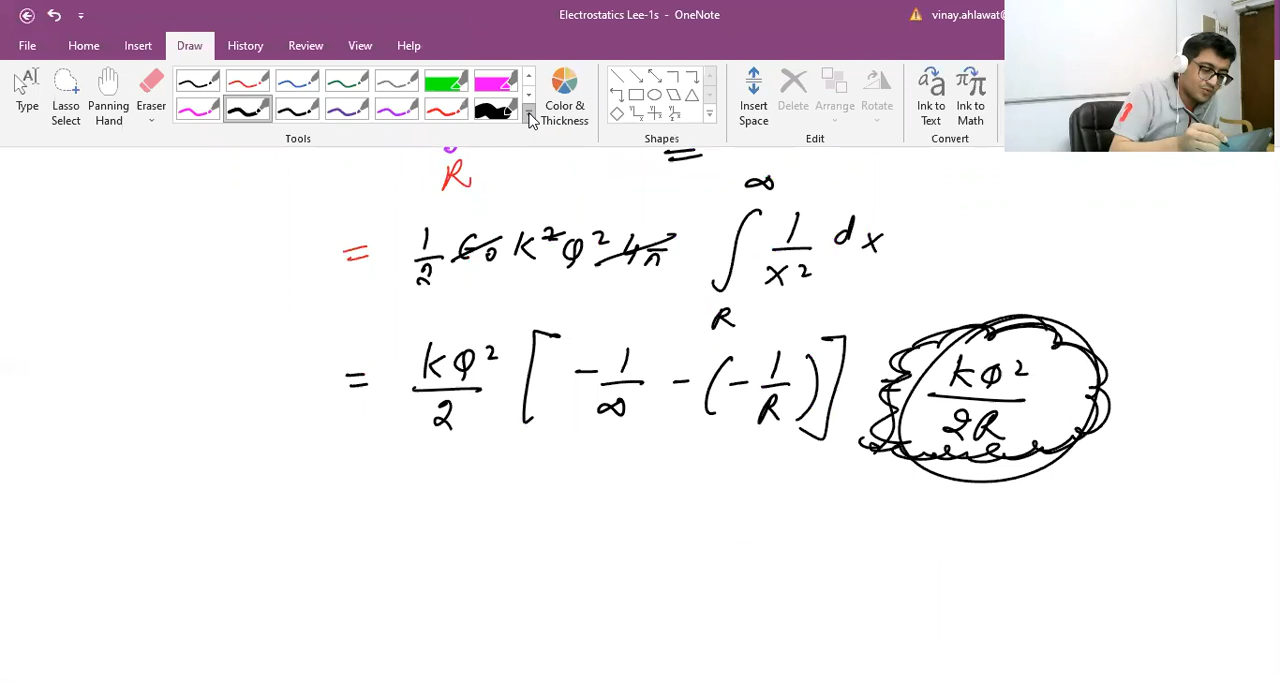 Electrostatics Lee-1s - OneNote
vinay.ahlawat@
File Home Insert Draw History Review View Help
Type
Lasso Select
Panning Hand
Eraser
Color & Thickness
Insert Space
Delete
Arrange
Rotate
Ink to Text
Ink to Math
Tools
Shapes
Edit
Convert
R
= 1/2 ε₀ k² φ² 4π ∫_R^∞ 1/x² dx
= kφ²/2 [ -1/∞ - (-1/R) ] kφ²/2R